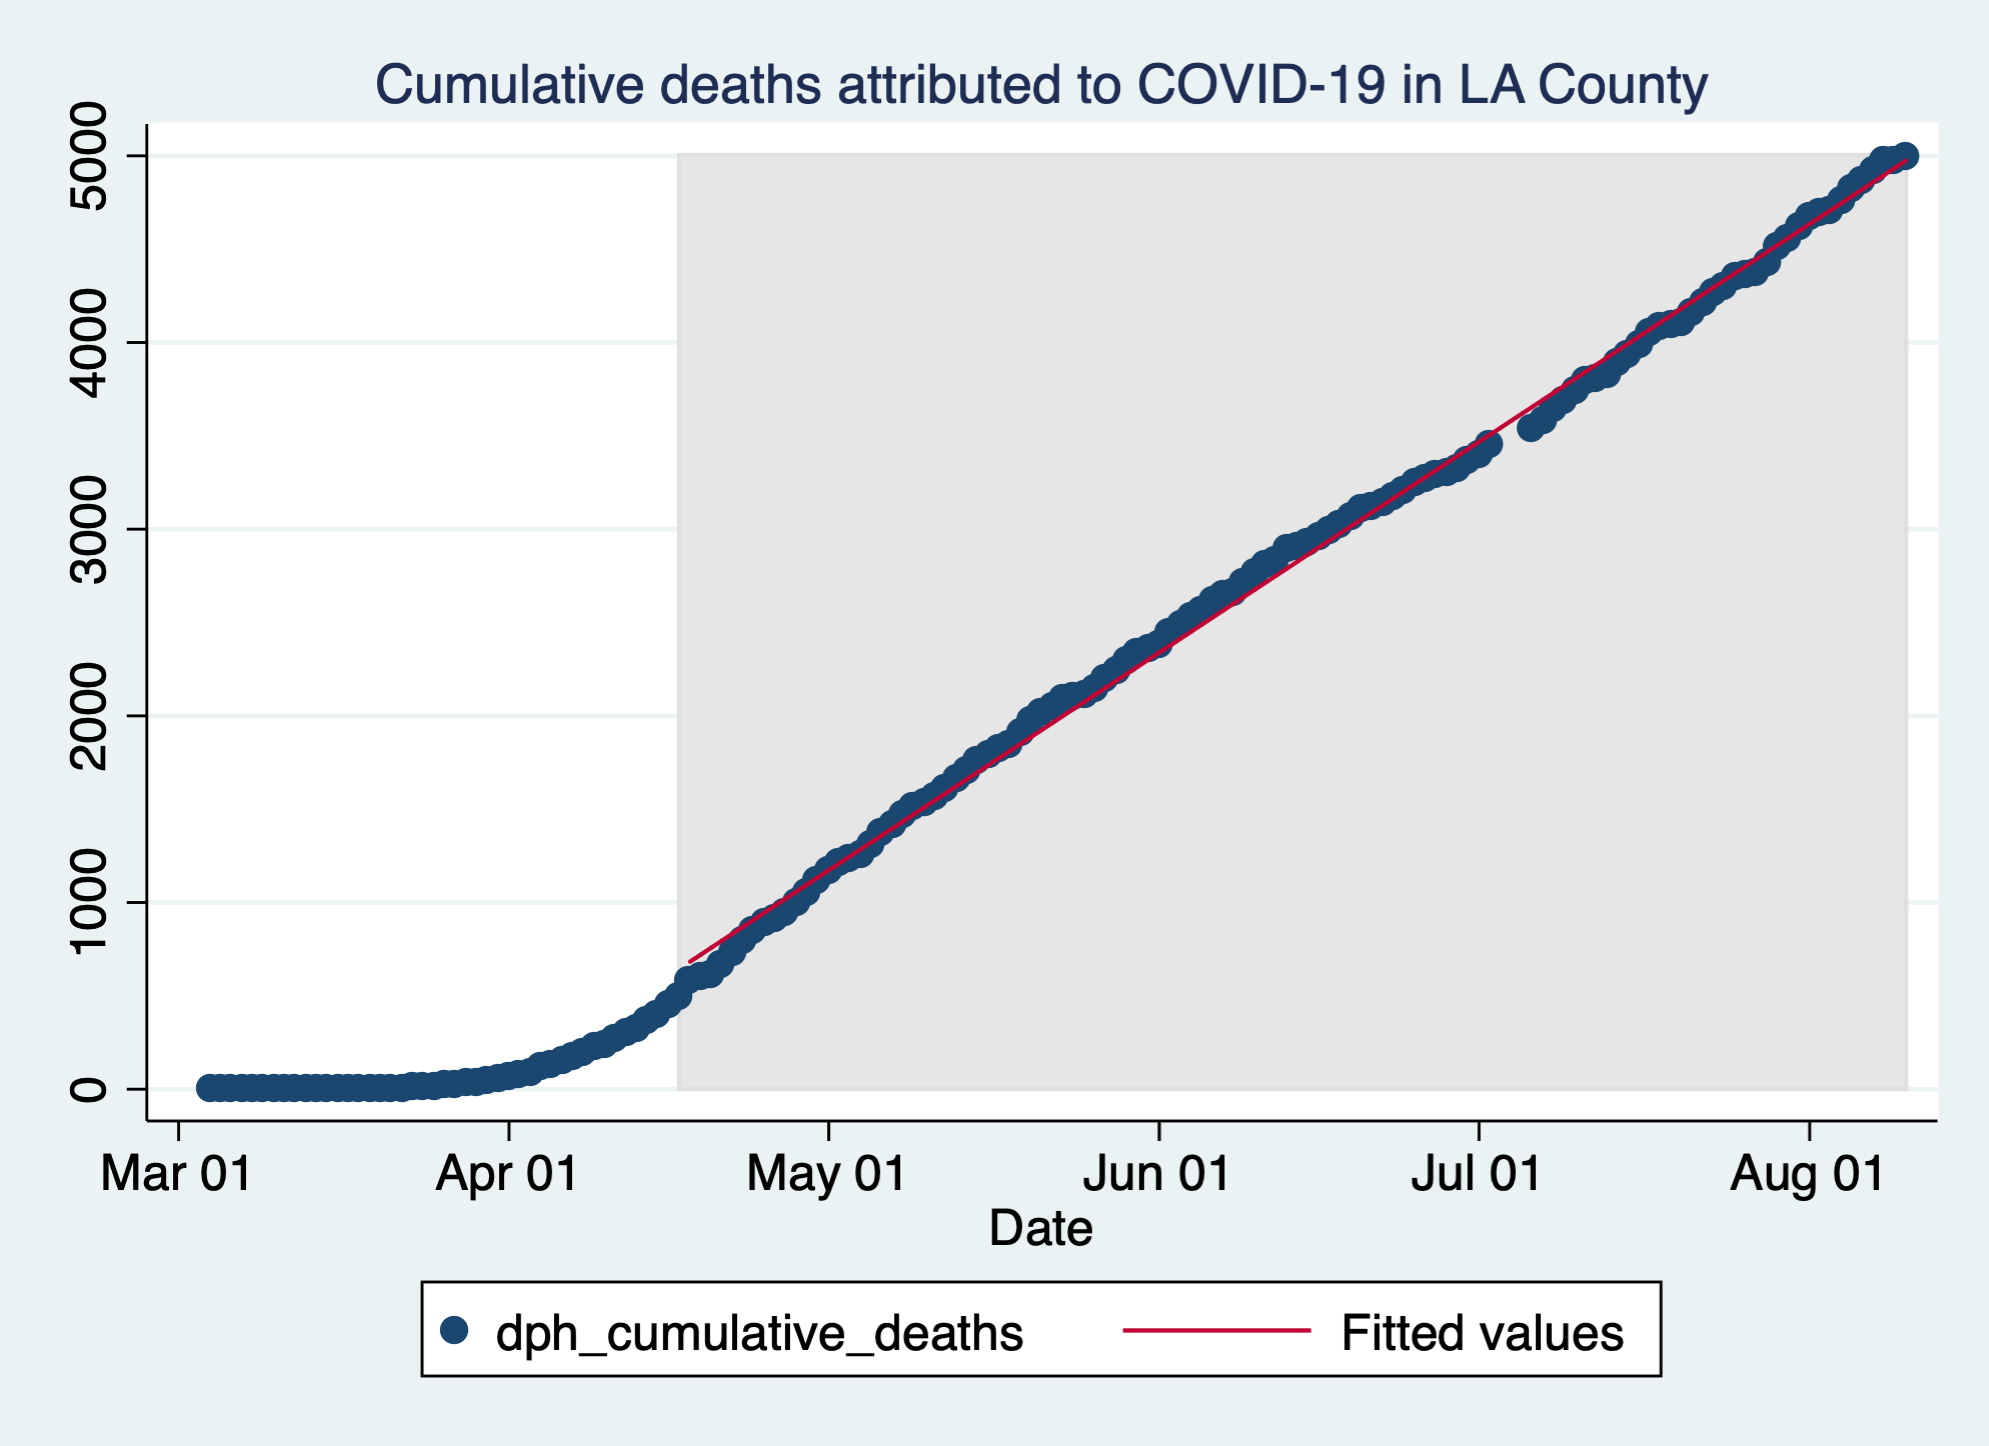 Cumulative deaths attributed to COVID-19 in LA County
5000
4000
3000
2000
1000
0
Mar 01 Apr 01 May 01 Jun 01 Jul 01 Aug 01
Date
dph_cumulative_deaths Fitted values